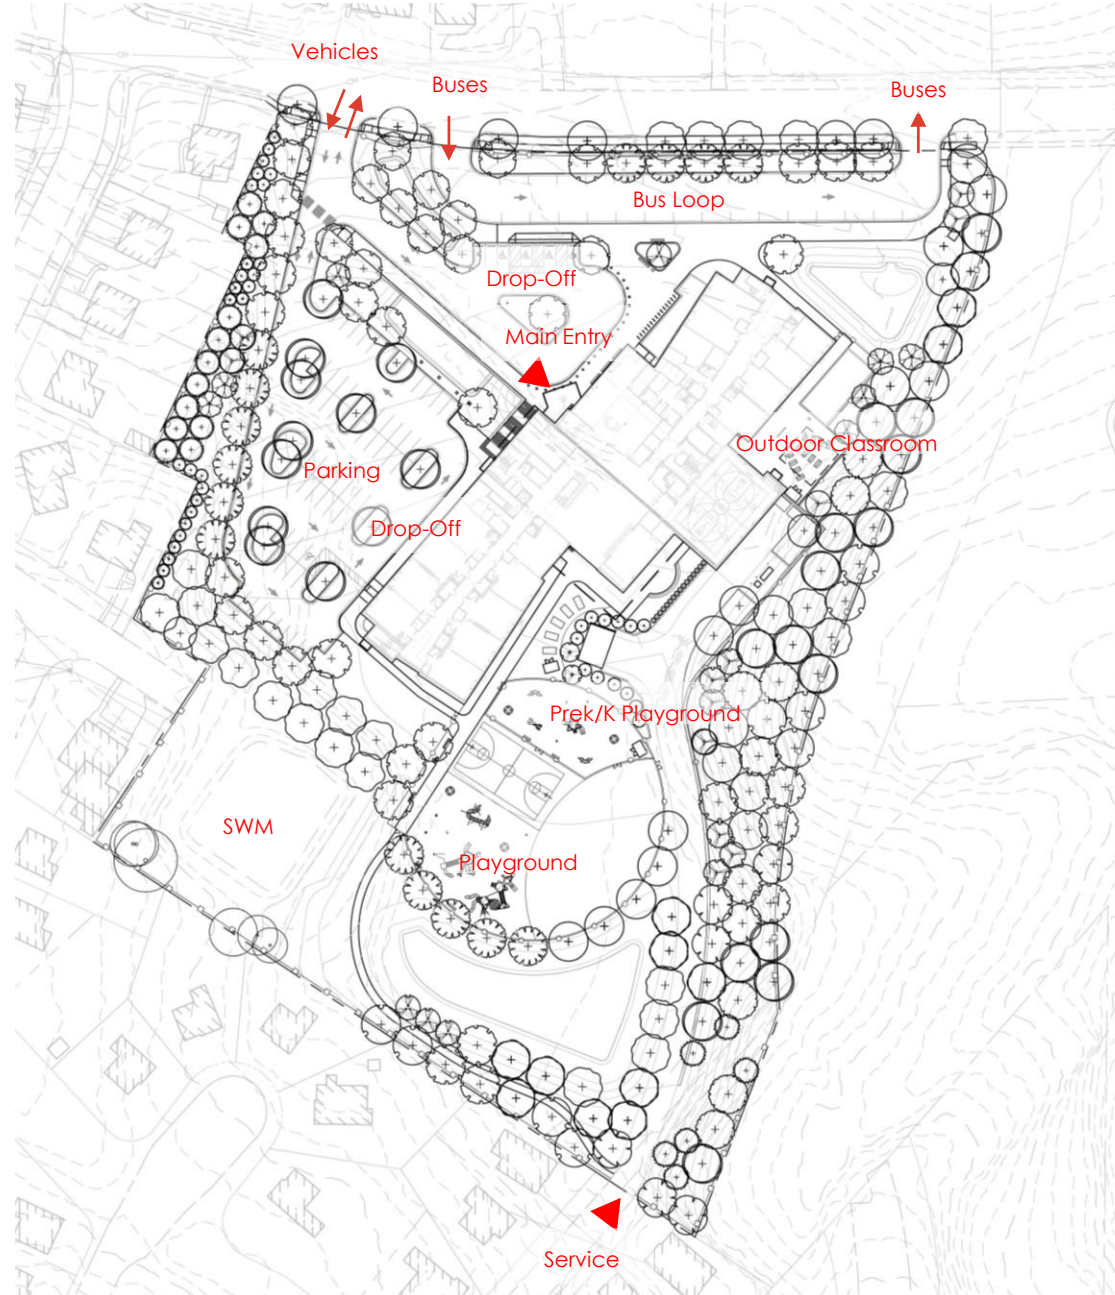 Vehicles
Buses
Buses
Bus Loop
Drop-Off
Main Entry
Outdoor Classroom
Parking
Drop-Off
Prek/K Playground
SWM
Playground
Service